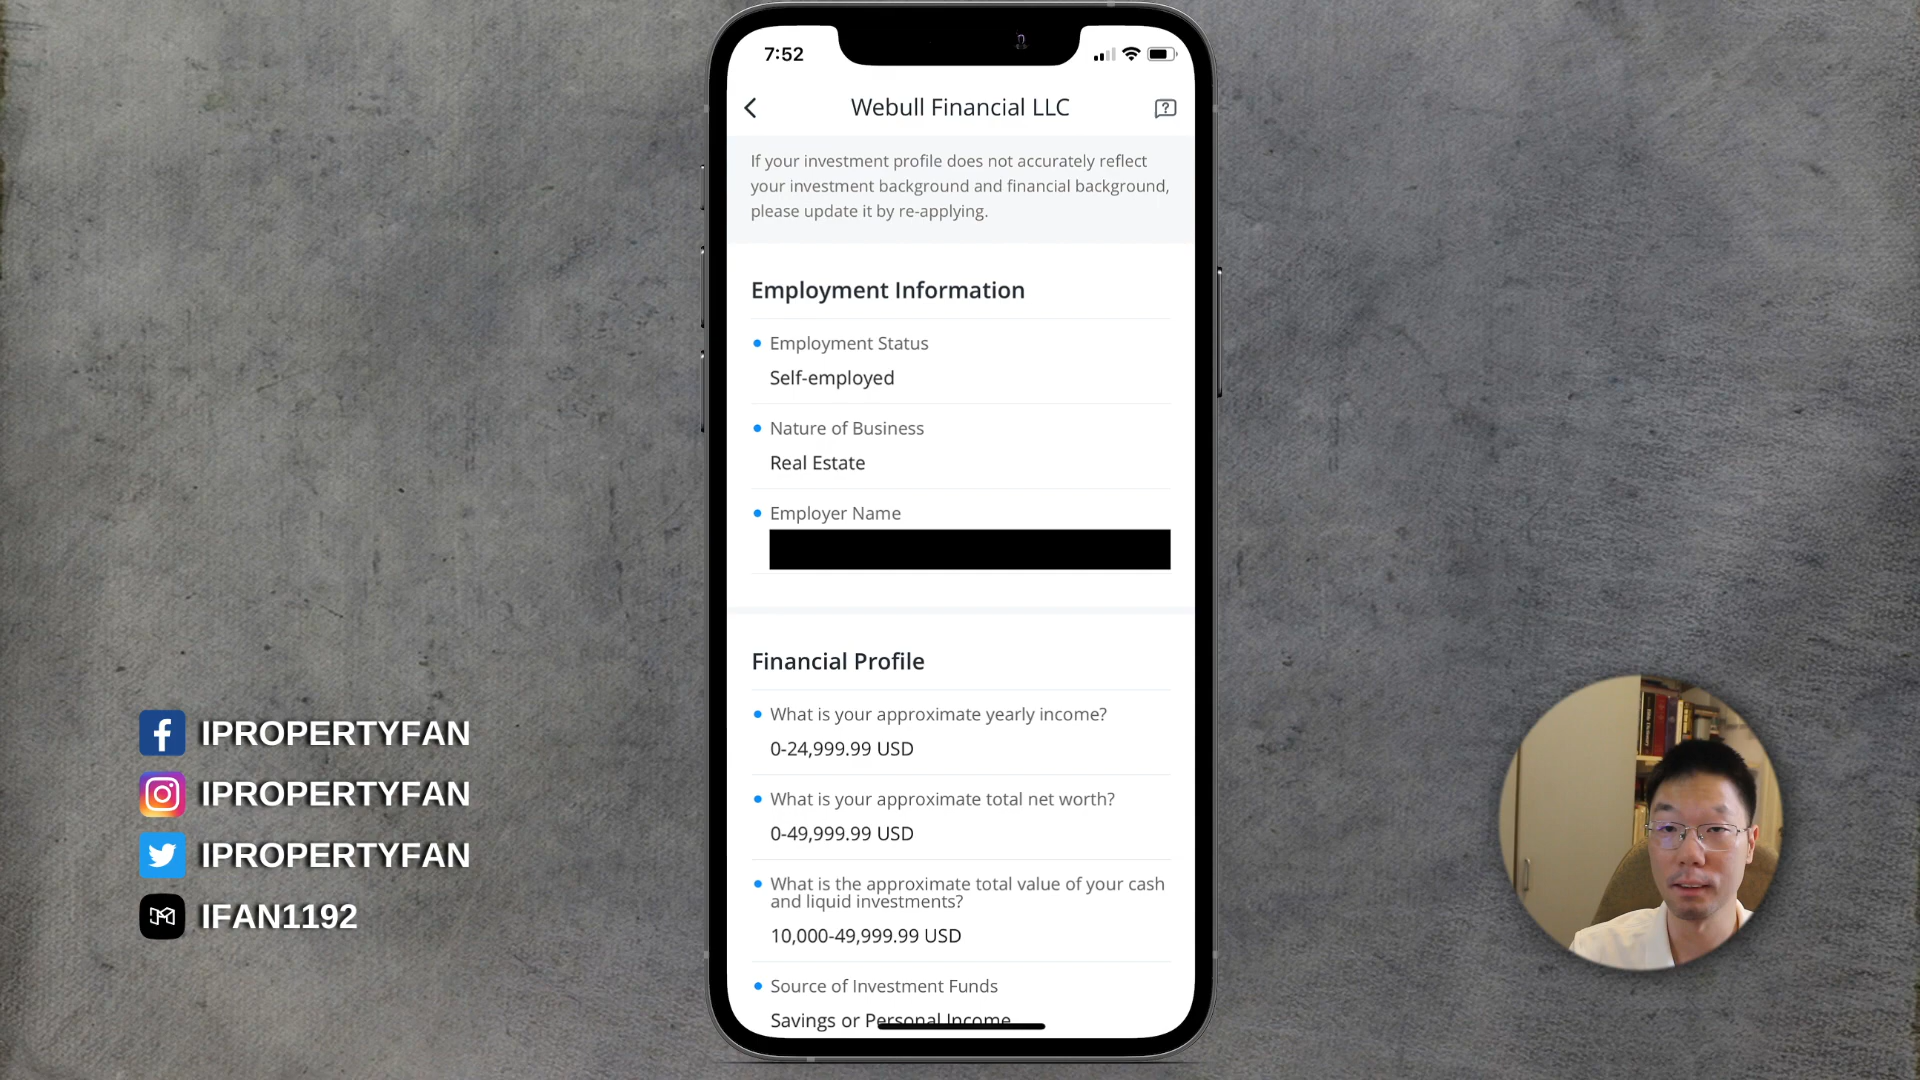 7:52
Webull Financial LLC
If your investment profile does not accurately reflect
your investment background and financial background,
please update it by re-applying.
Employment Information
Employment Status
Self-employed
Nature of Business
Real Estate
Employer Name
Financial Profile
What is your approximate yearly income?
0-24,999.99 USD
What is your approximate total net worth?
0-49,999.99 USD
What is the approximate total value of your cash
and liquid investments?
10,000-49,999.99 USD
Source of Investment Funds
Savings or Personal Income
IPROPERTYFAN
IPROPERTYFAN
IPROPERTYFAN
IFAN1192